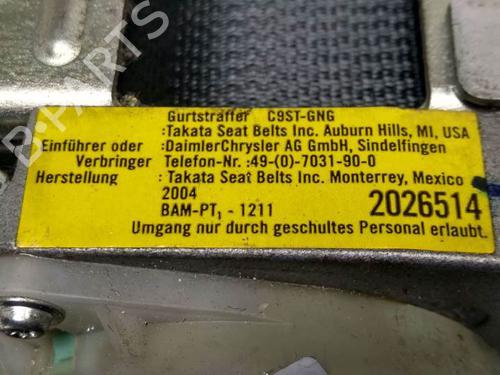 Gurtstraffer C9ST-GNG
:Takata Seat Belts Inc. Auburn Hills, MI, USA
Einführer oder :DaimlerChrysler AG GmbH, Sindelfingen
Verbringer Telefon-Nr. :49-(0)-7031-90-0
Herstellung : Takata Seat Belts Inc. Monterrey, Mexico
2004
BAM-PT₁ - 1211 2026514
Umgang nur durch geschultes Personal erlaubt.